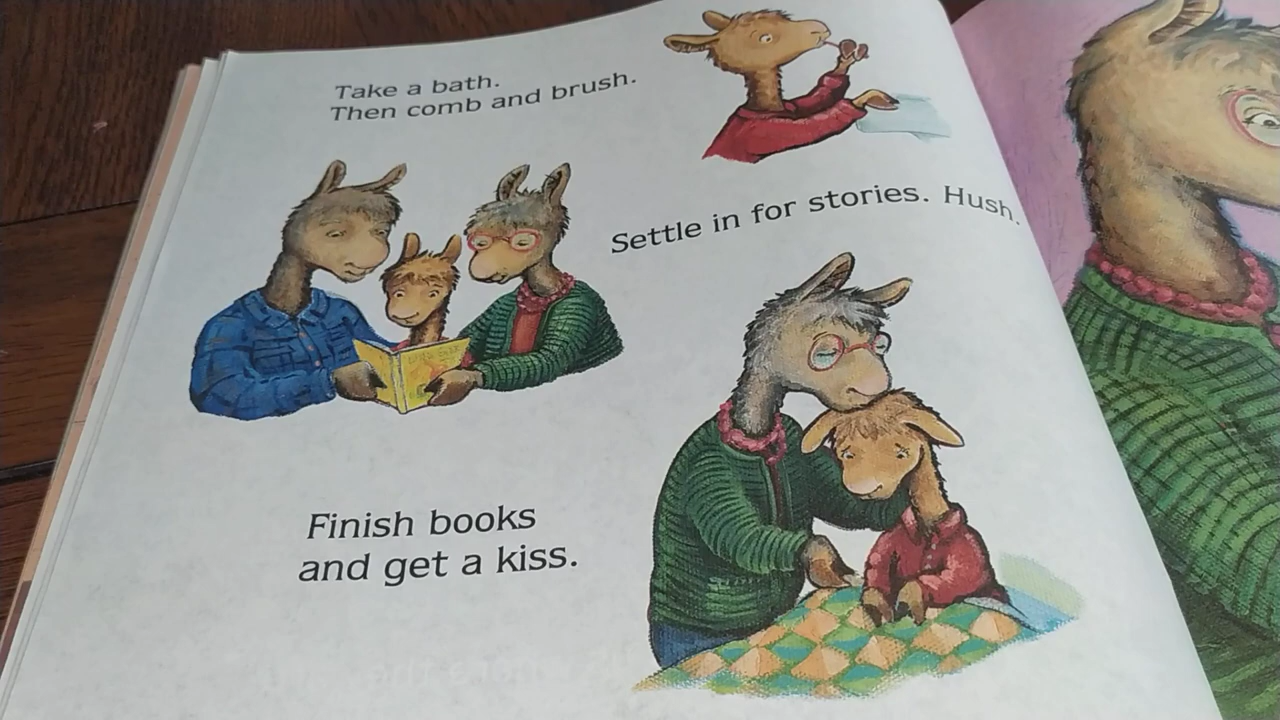 Take a bath.
Then comb and brush.
Settle in for stories. Hush.
Finish books
and get a kiss.